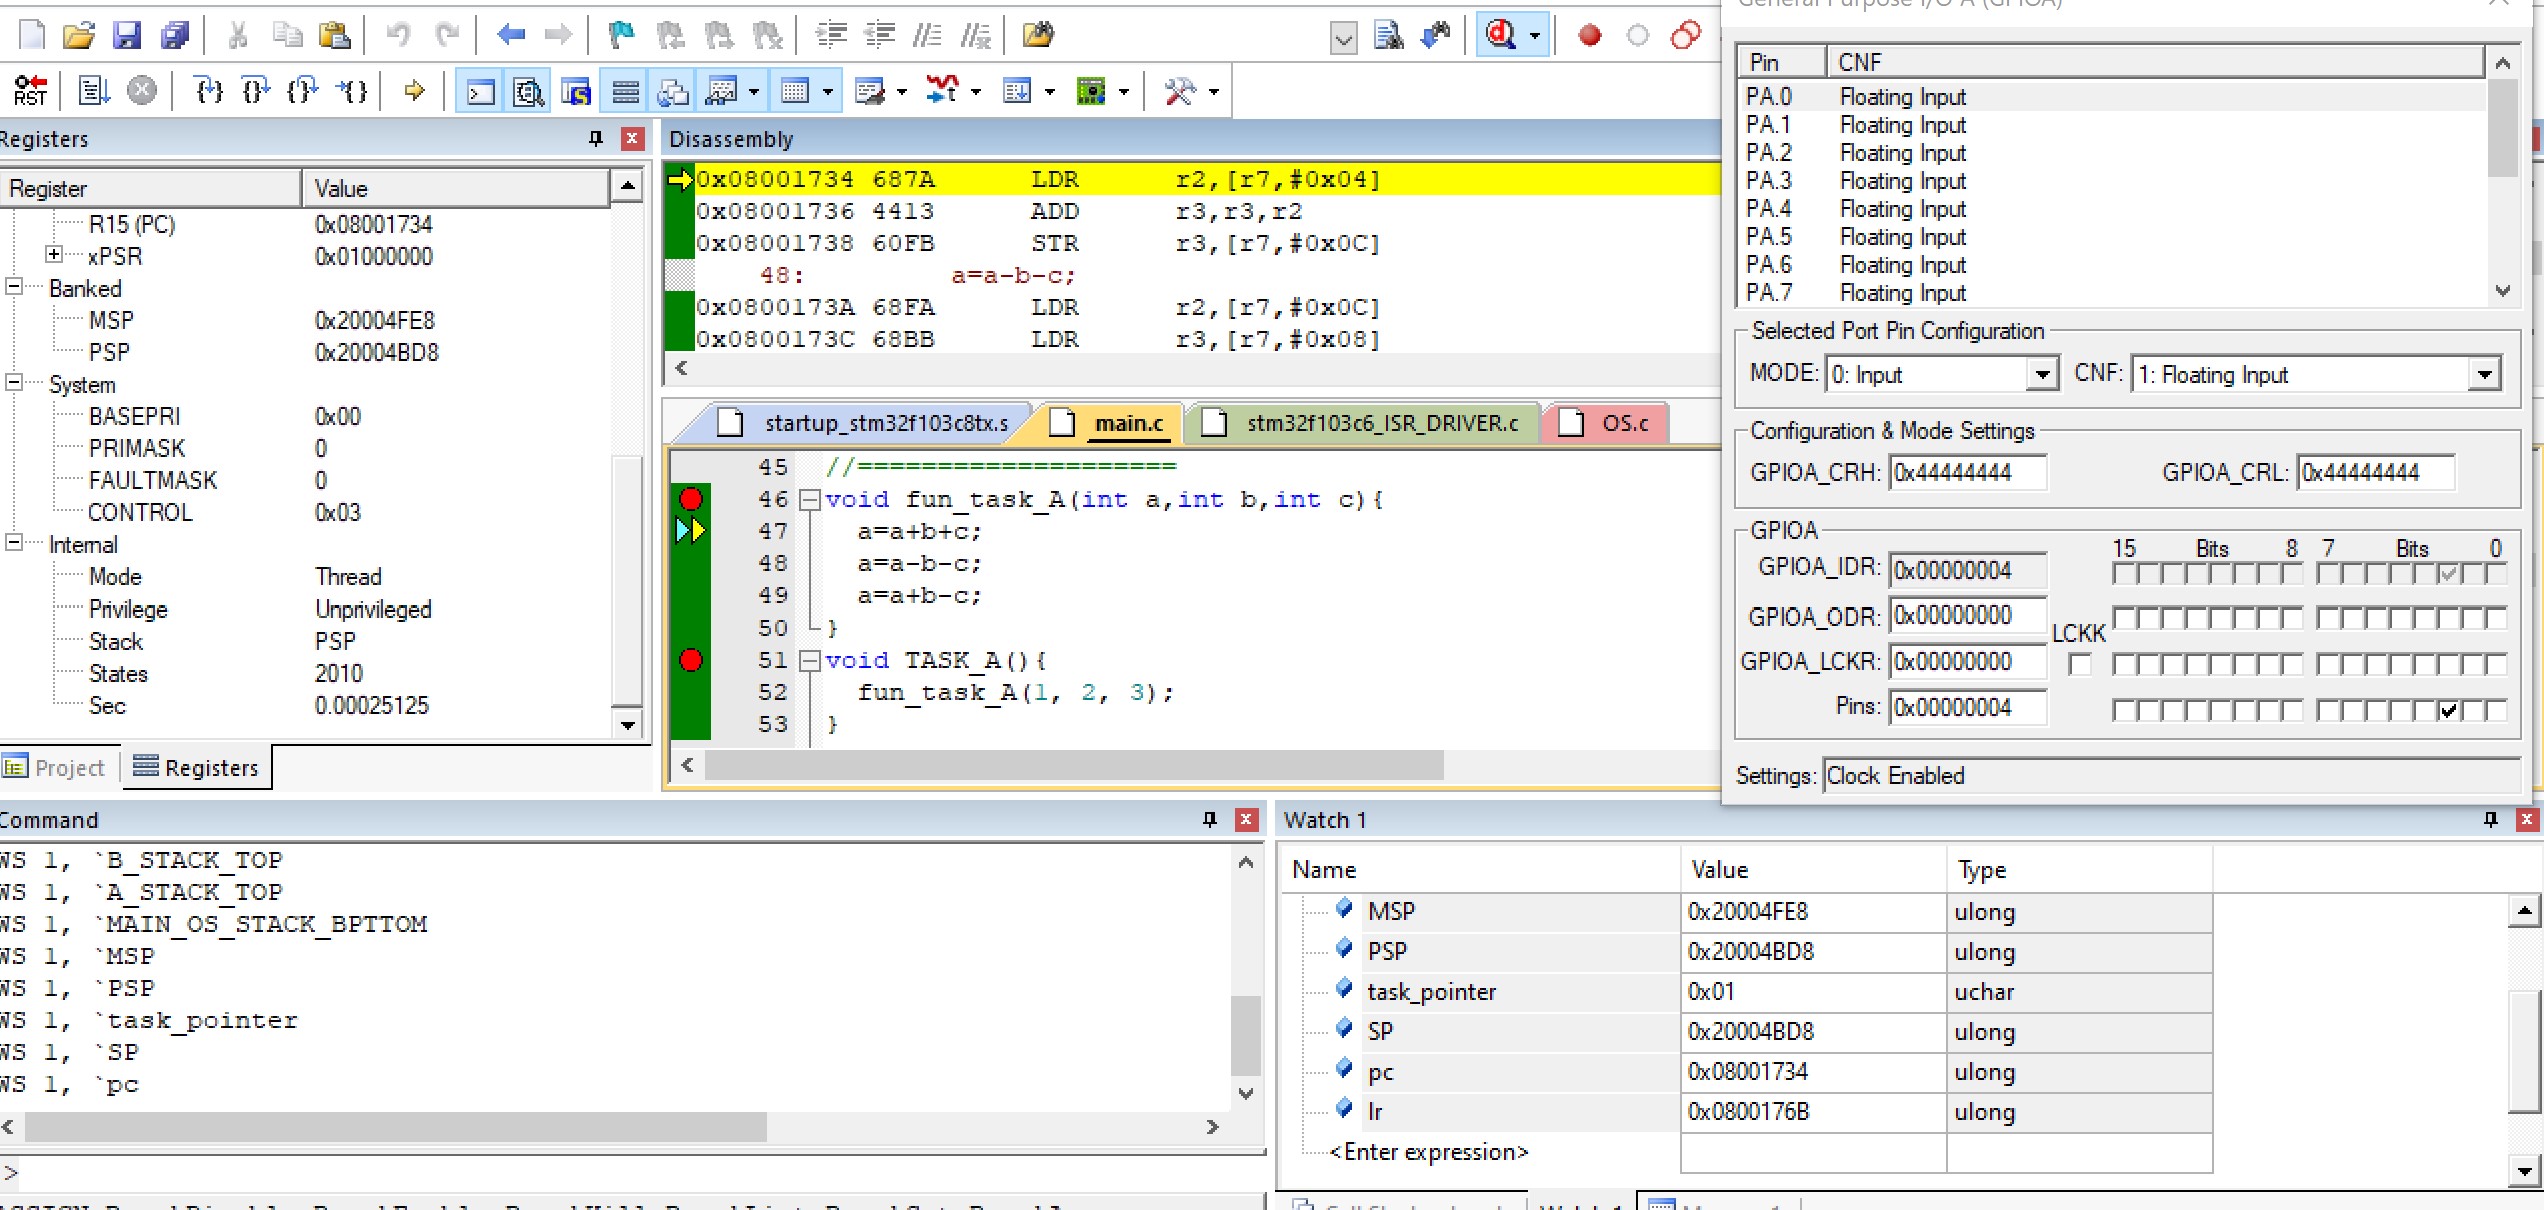 General Purpose I/O A (GPIOA)
RST
Registers
Register Value
R15 (PC) 0x08001734
xPSR 0x01000000
Banked
MSP 0x20004FE8
PSP 0x20004BD8
System
BASEPRI 0x00
PRIMASK 0
FAULTMASK 0
CONTROL 0x03
Internal
Mode Thread
Privilege Unprivileged
Stack PSP
States 2010
Sec 0.00025125
Project Registers
Disassembly
0x08001734 687A LDR r2,[r7,#0x04]
0x08001736 4413 ADD r3,r3,r2
0x08001738 60FB STR r3,[r7,#0x0C]
48: a=a-b-c;
0x0800173A 68FA LDR r2,[r7,#0x0C]
0x0800173C 68BB LDR r3,[r7,#0x08]
startup_stm32f103c8tx.s main.c stm32f103c6_ISR_DRIVER.c OS.c
45 //====================
46 void fun_task_A(int a,int b,int c){
47 a=a+b+c;
48 a=a-b-c;
49 a=a+b-c;
50 }
51 void TASK_A(){
52 fun_task_A(1, 2, 3);
53 }
Pin CNF
PA.0 Floating Input
PA.1 Floating Input
PA.2 Floating Input
PA.3 Floating Input
PA.4 Floating Input
PA.5 Floating Input
PA.6 Floating Input
PA.7 Floating Input
Selected Port Pin Configuration
MODE: 0: Input CNF: 1: Floating Input
Configuration & Mode Settings
GPIOA_CRH: 0x44444444 GPIOA_CRL: 0x44444444
GPIOA
15 Bits 8 7 Bits 0
GPIOA_IDR: 0x00000004
GPIOA_ODR: 0x00000000
LCKK
GPIOA_LCKR: 0x00000000
Pins: 0x00000004
Settings: Clock Enabled
Command
WS 1, `B_STACK_TOP
WS 1, `A_STACK_TOP
WS 1, `MAIN_OS_STACK_BPTTOM
WS 1, `MSP
WS 1, `PSP
WS 1, `task_pointer
WS 1, `SP
WS 1, `pc
>
Watch 1
Name Value Type
MSP 0x20004FE8 ulong
PSP 0x20004BD8 ulong
task_pointer 0x01 uchar
SP 0x20004BD8 ulong
pc 0x08001734 ulong
lr 0x0800176B ulong
<Enter expression>